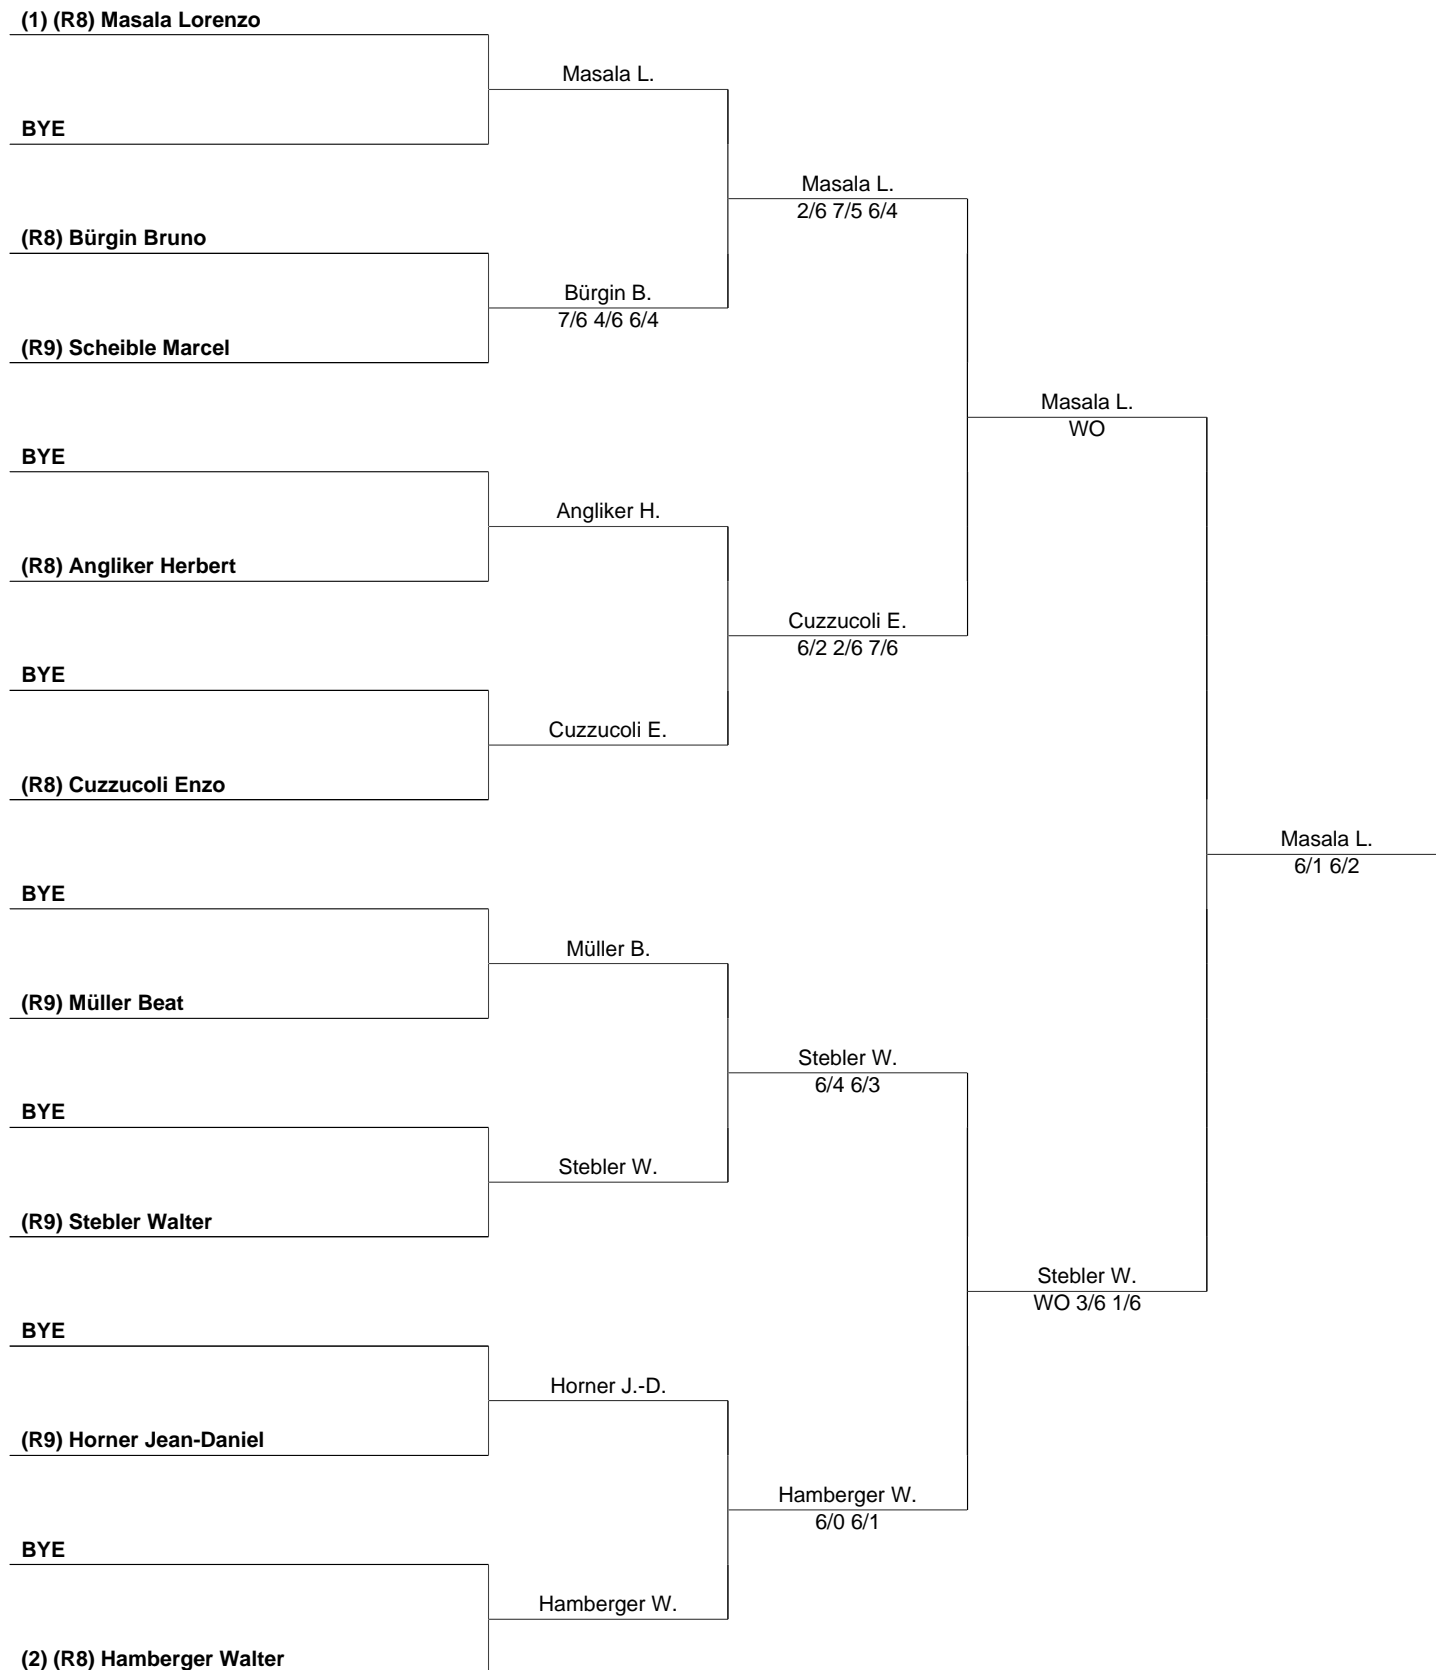 (1) (R8) Masala Lorenzo
Masala L.
BYE
Masala L.
2/6 7/5 6/4
(R8) Bürgin Bruno
Bürgin B.
7/6 4/6 6/4
(R9) Scheible Marcel
Masala L.
WO
BYE
Angliker H.
(R8) Angliker Herbert
Cuzzucoli E.
6/2 2/6 7/6
BYE
Cuzzucoli E.
(R8) Cuzzucoli Enzo
Masala L.
6/1 6/2
BYE
Müller B.
(R9) Müller Beat
Stebler W.
6/4 6/3
BYE
Stebler W.
(R9) Stebler Walter
Stebler W.
WO 3/6 1/6
BYE
Horner J.-D.
(R9) Horner Jean-Daniel
Hamberger W.
6/0 6/1
BYE
Hamberger W.
(2) (R8) Hamberger Walter